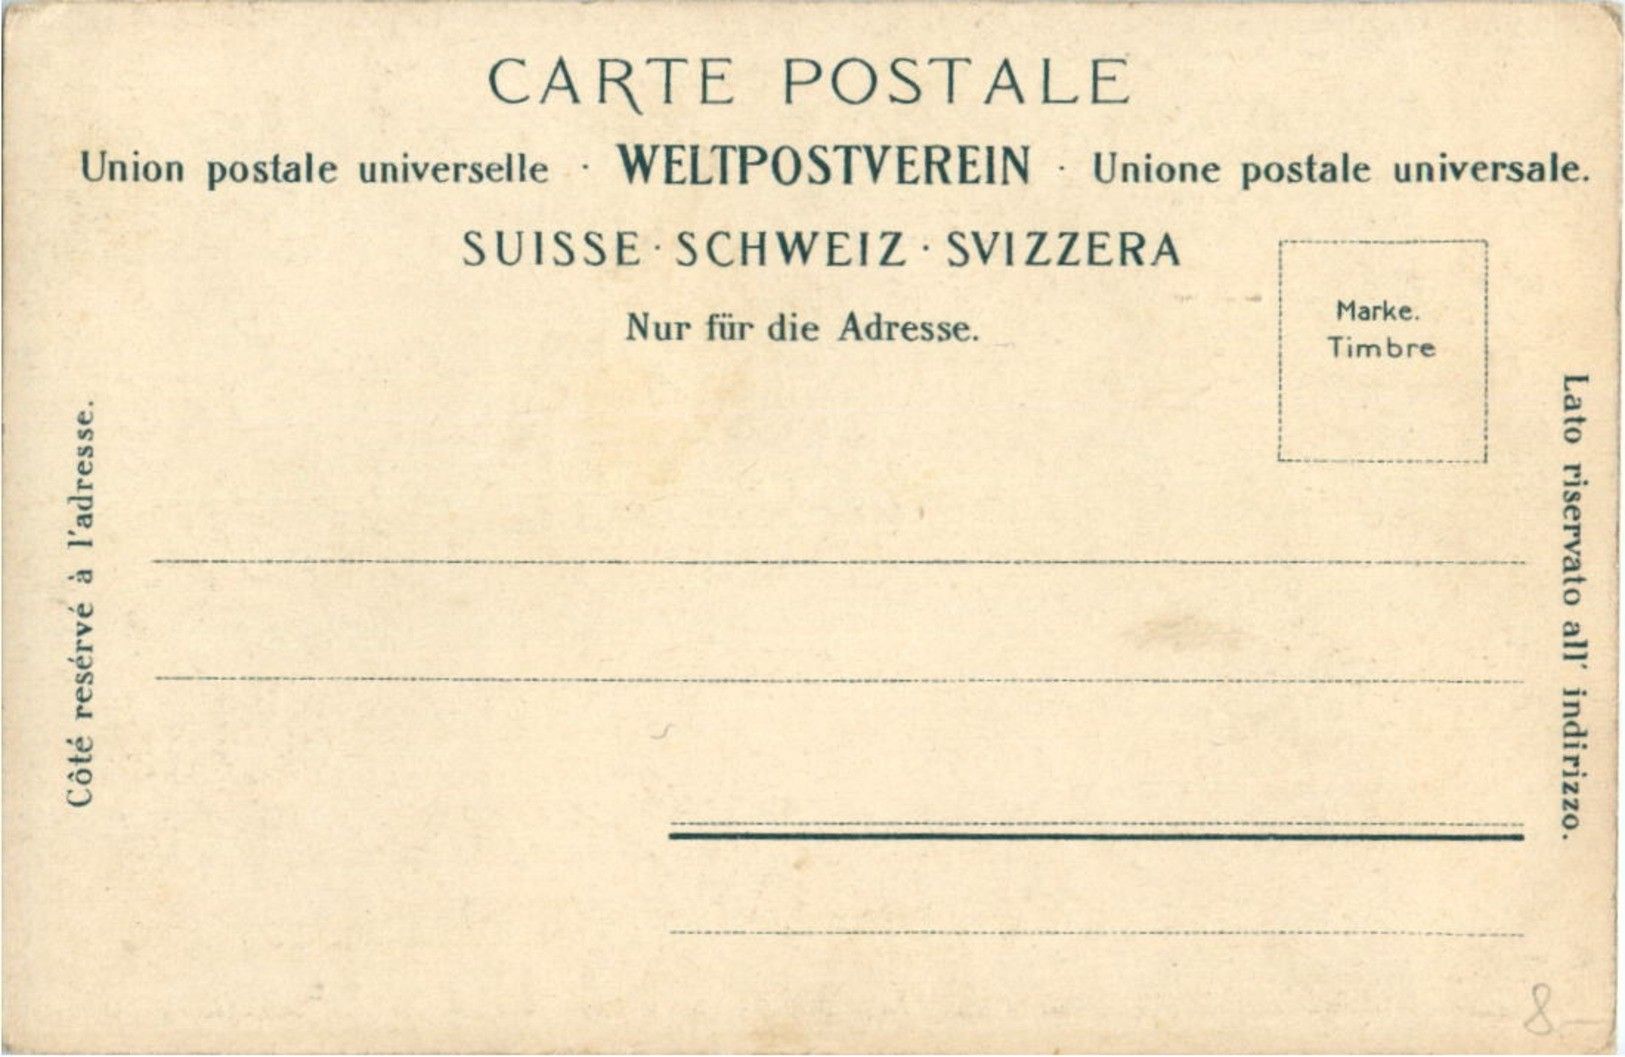 CARTE POSTALE
Union postale universelle · WELTPOSTVEREIN · Unione postale universale.
SUISSE · SCHWEIZ · SVIZZERA
Nur für die Adresse.
Marke.
Timbre
Côté resérvé à l'adresse.
Lato riservato all' indirizzo.
8-